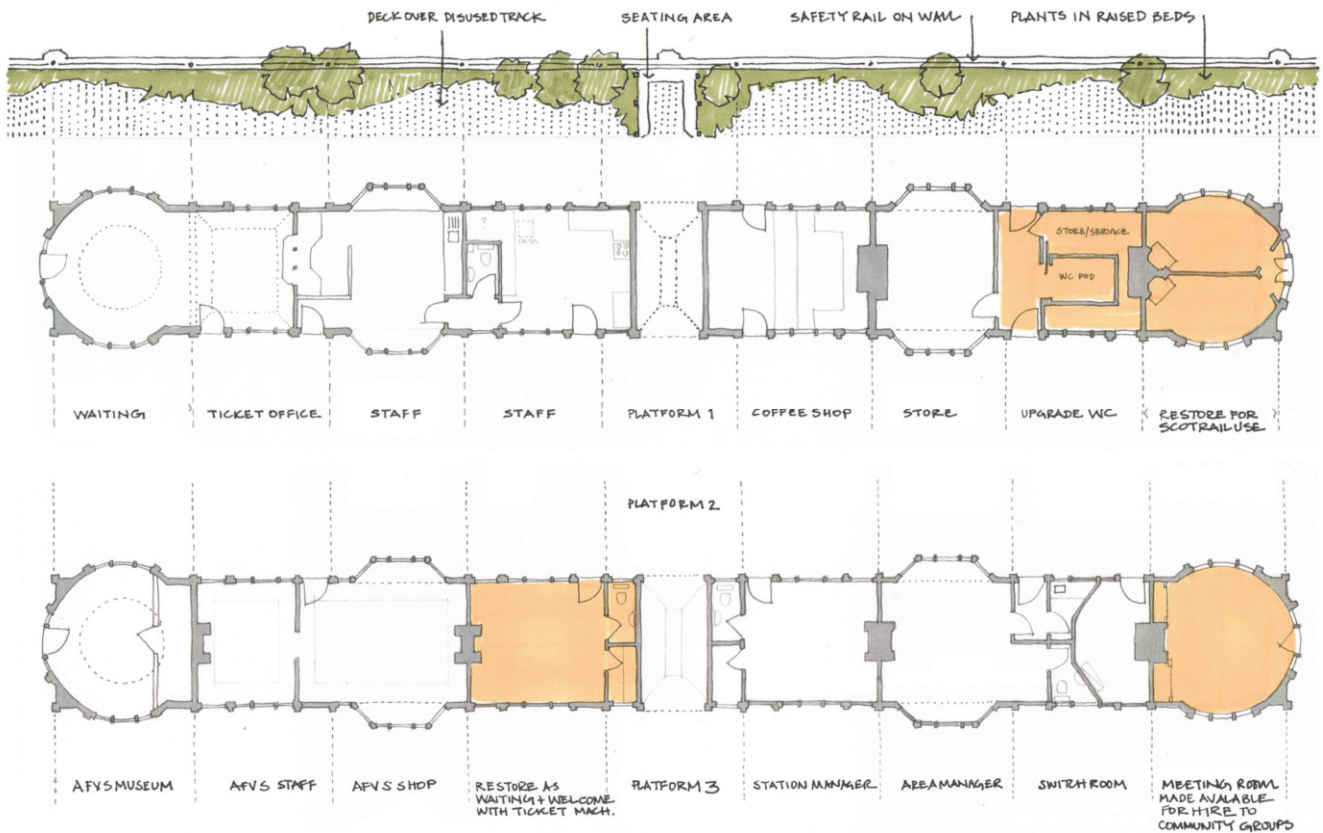 DECK OVER DISUSED TRACK
SEATING AREA
SAFETY RAIL ON WALL
PLANTS IN RAISED BEDS
?
STORE/SERVICE
WC POD
WAITING
TICKET OFFICE
STAFF
STAFF
PLATFORM 1
COFFEE SHOP
STORE
UPGRADE WC
RESTORE FOR
SCOTRAIL USE
PLATFORM 2
AFVS MUSEUM
AFVS STAFF
AFVS SHOP
RESTORE AS
WAITING + WELCOME
WITH TICKET MACH.
PLATFORM 3
STATION MANAGER
AREA MANAGER
SWITCH ROOM
MEETING ROOM
MADE AVALABLE
FOR HIRE TO
COMMUNITY GROUPS